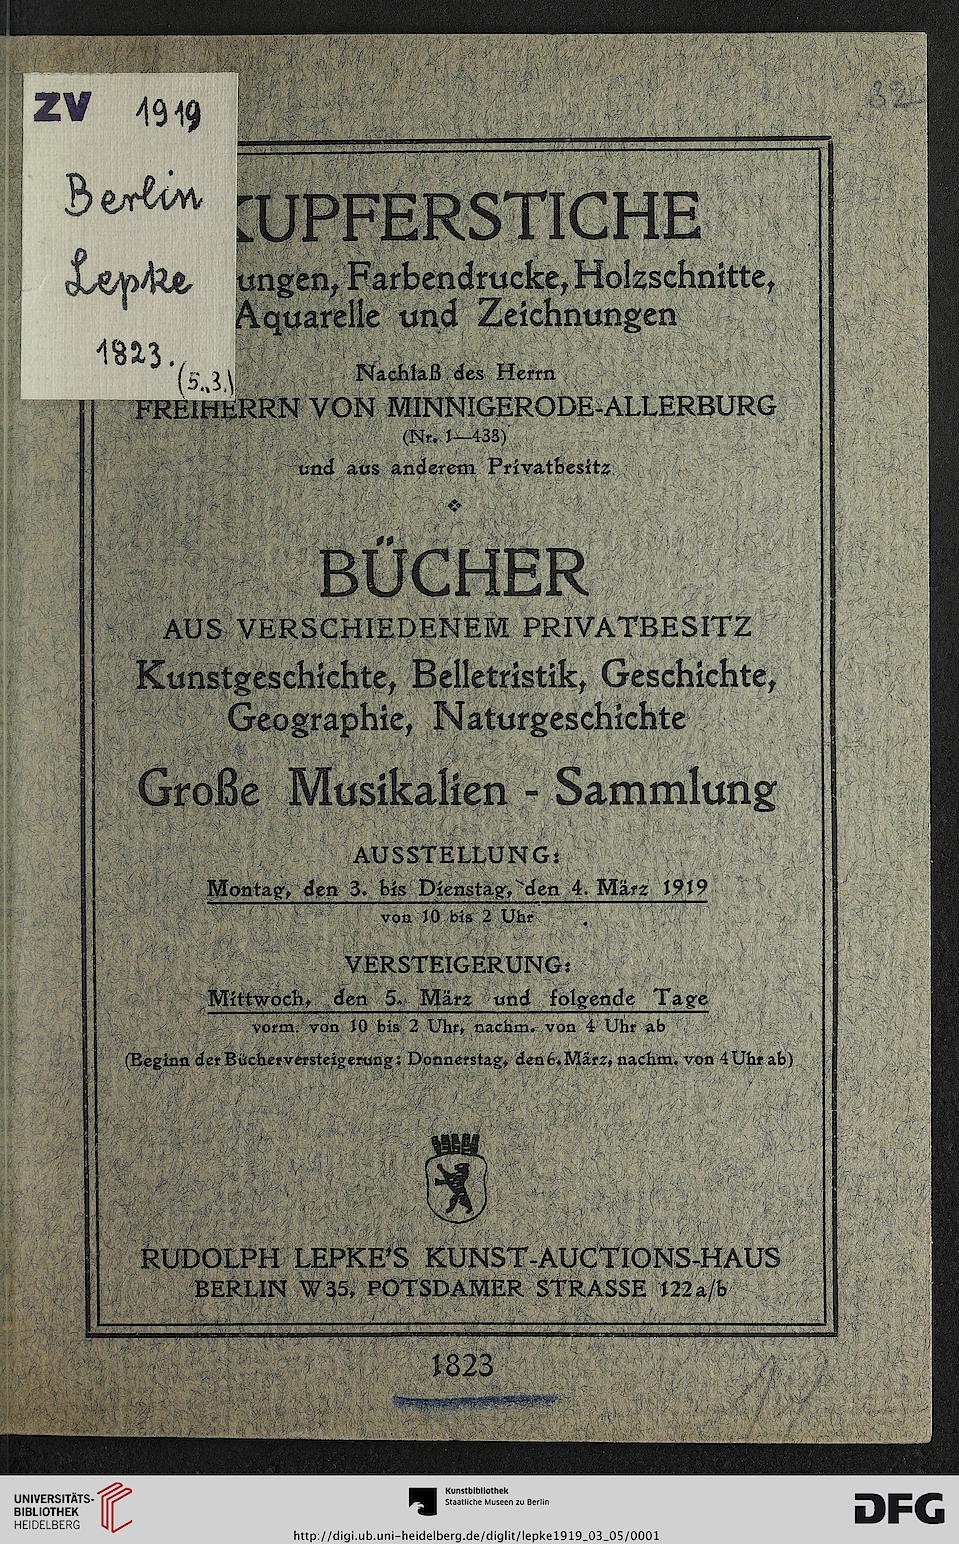 ZV 1919
Berlin
Lepke
1823.
(5.3.)
KUPFERSTICHE
ungen, Farbendrucke, Holzschnitte,
Aquarelle und Zeichnungen
Nachlaß des Herrn
FREIHERRN VON MINNIGERODE-ALLERBURG
(Nr. 1—438)
und aus anderem Privatbesitz
BÜCHER
AUS VERSCHIEDENEM PRIVATBESITZ
Kunstgeschichte, Belletristik, Geschichte,
Geographie, Naturgeschichte
Große Musikalien - Sammlung
AUSSTELLUNG:
Montag, den 3. bis Dienstag, den 4. März 1919
von 10 bis 2 Uhr
VERSTEIGERUNG:
Mittwoch, den 5. März und folgende Tage
vorm. von 10 bis 2 Uhr, nachm. von 4 Uhr ab
(Beginn der Bücherversteigerung: Donnerstag, den 6. März, nachm. von 4 Uhr ab)
RUDOLPH LEPKE'S KUNST-AUCTIONS-HAUS
BERLIN W 35, POTSDAMER STRASSE 122 a/b
1823
UNIVERSITÄTS-
BIBLIOTHEK
HEIDELBERG
Kunstbibliothek
Staatliche Museen zu Berlin
DFG
http://digi.ub.uni-heidelberg.de/diglit/lepke1919_03_05/0001